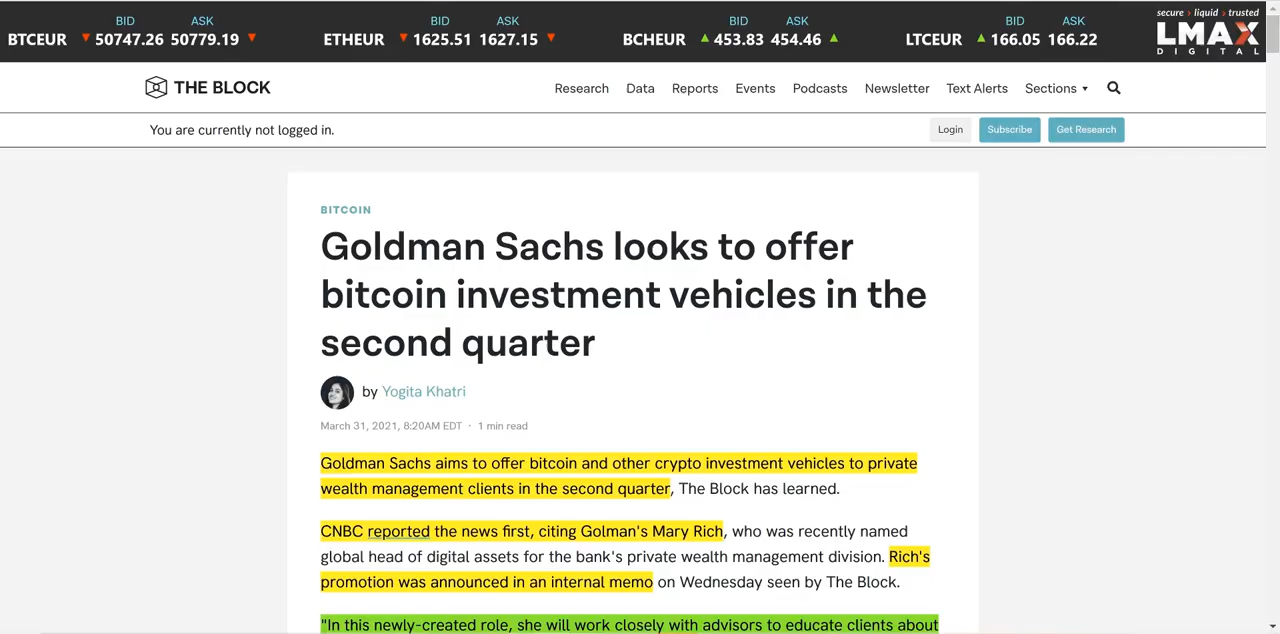 BID ASK BID ASK BID ASK BID ASK secure › liquid › trusted
BTCEUR ▼ 50747.26 50779.19 ▼ ETHEUR ▼ 1625.51 1627.15 ▼ BCHEUR ▲ 453.83 454.46 ▲ LTCEUR ▲ 166.05 166.22 LMAX
DIGITAL
THE BLOCK Research Data Reports Events Podcasts Newsletter Text Alerts Sections ▾
You are currently not logged in. Login Subscribe Get Research
BITCOIN
Goldman Sachs looks to offer
bitcoin investment vehicles in the
second quarter
by Yogita Khatri
March 31, 2021, 8:20AM EDT · 1 min read
Goldman Sachs aims to offer bitcoin and other crypto investment vehicles to private
wealth management clients in the second quarter, The Block has learned.
CNBC reported the news first, citing Golman's Mary Rich, who was recently named
global head of digital assets for the bank's private wealth management division. Rich's
promotion was announced in an internal memo on Wednesday seen by The Block.
"In this newly-created role, she will work closely with advisors to educate clients about